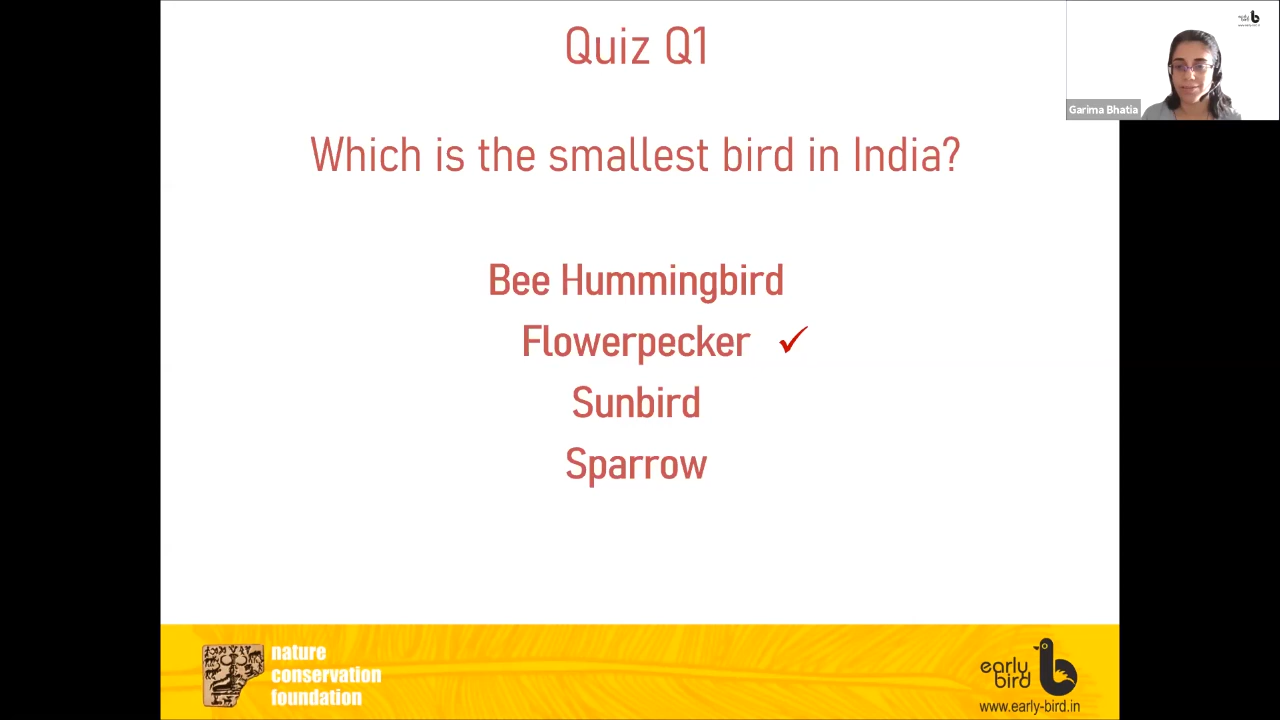 Quiz Q1
Garima Bhatia
Which is the smallest bird in India?
Bee Hummingbird
Flowerpecker ✓
Sunbird
Sparrow
nature
conservation
foundation
early
bird
www.early-bird.in